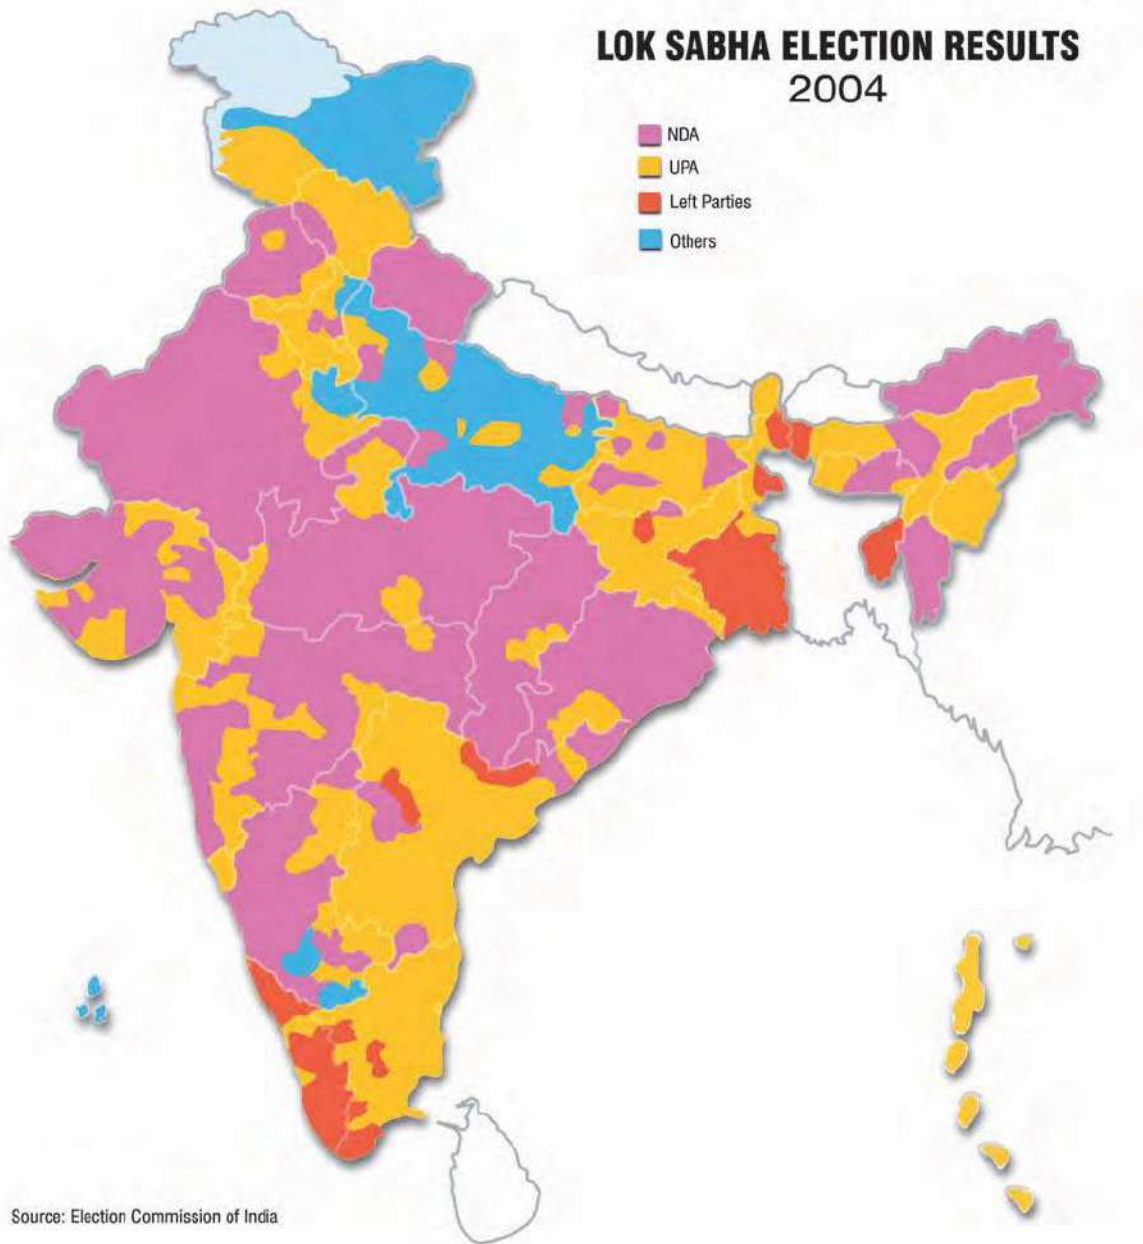 LOK SABHA ELECTION RESULTS
2004
NDA
UPA
Left Parties
Others
Source: Election Commission of India